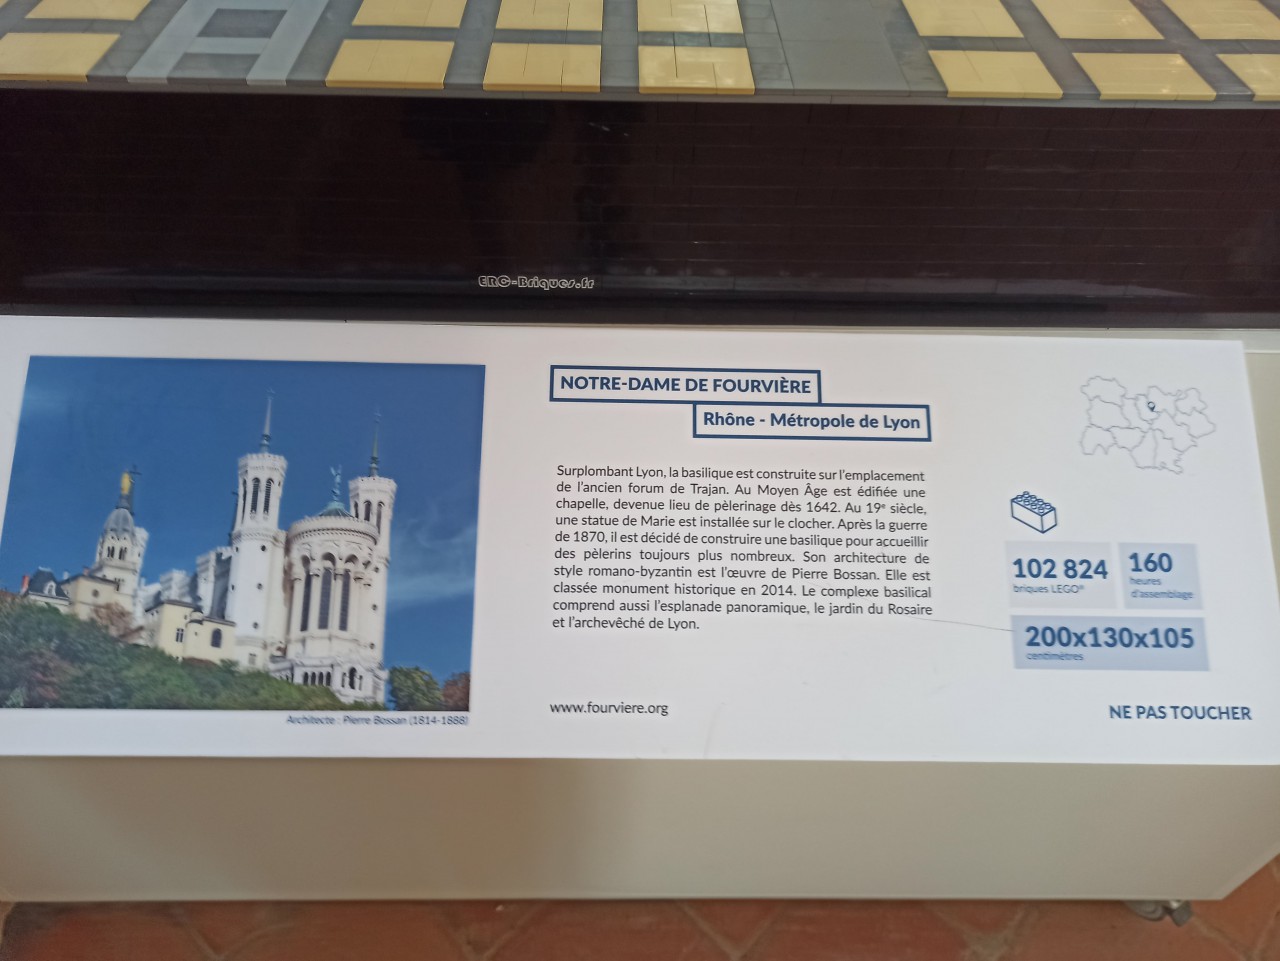 ERC-Briques.fr
NOTRE-DAME DE FOURVIÈRE
Rhône - Métropole de Lyon
Surplombant Lyon, la basilique est construite sur l'emplacement
de l'ancien forum de Trajan. Au Moyen Âge est édifiée une
chapelle, devenue lieu de pèlerinage dès 1642. Au 19e siècle,
une statue de Marie est installée sur le clocher. Après la guerre
de 1870, il est décidé de construire une basilique pour accueillir
des pèlerins toujours plus nombreux. Son architecture de
style romano-byzantin est l'œuvre de Pierre Bossan. Elle est
classée monument historique en 2014. Le complexe basilical
comprend aussi l'esplanade panoramique, le jardin du Rosaire
et l'archevêché de Lyon.
www.fourviere.org
Architecte : Pierre Bossan (1814-1888)
102 824
briques LEGO®
160
heures
d'assemblage
200x130x105
centimètres
NE PAS TOUCHER